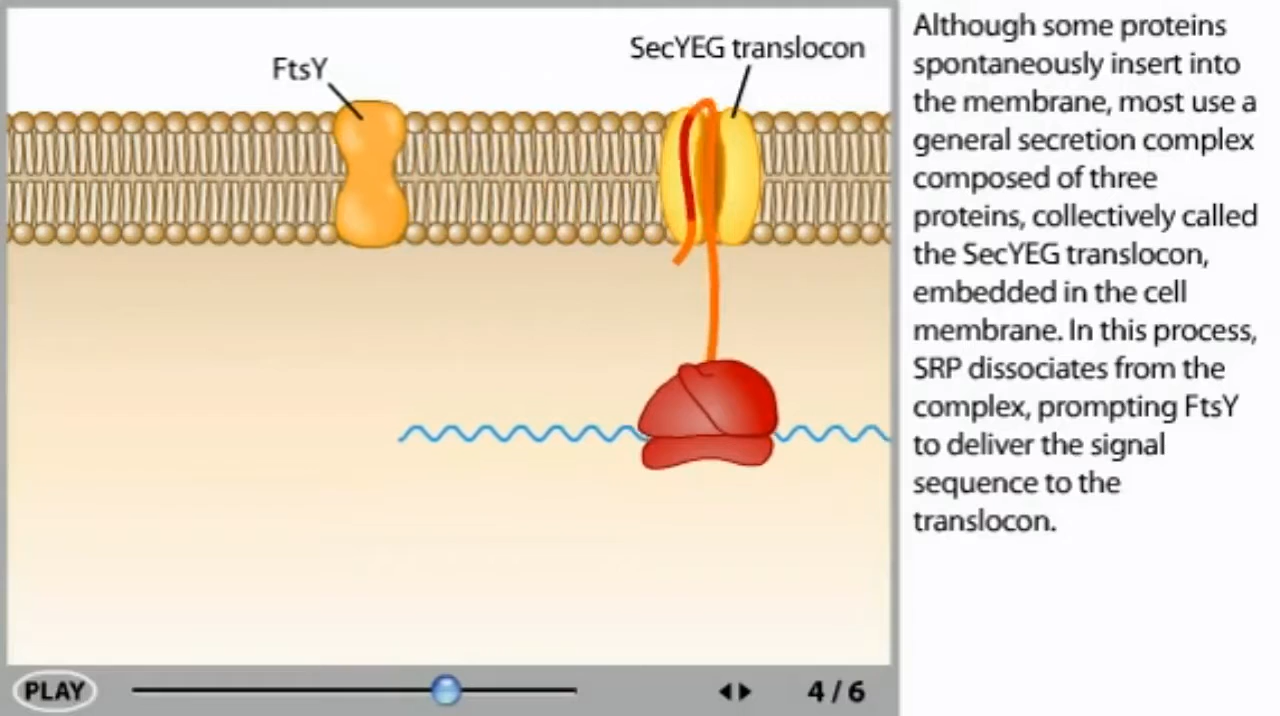 FtsY
SecYEG translocon
Although some proteins
spontaneously insert into
the membrane, most use a
general secretion complex
composed of three
proteins, collectively called
the SecYEG translocon,
embedded in the cell
membrane. In this process,
SRP dissociates from the
complex, prompting FtsY
to deliver the signal
sequence to the
translocon.
PLAY
4 / 6